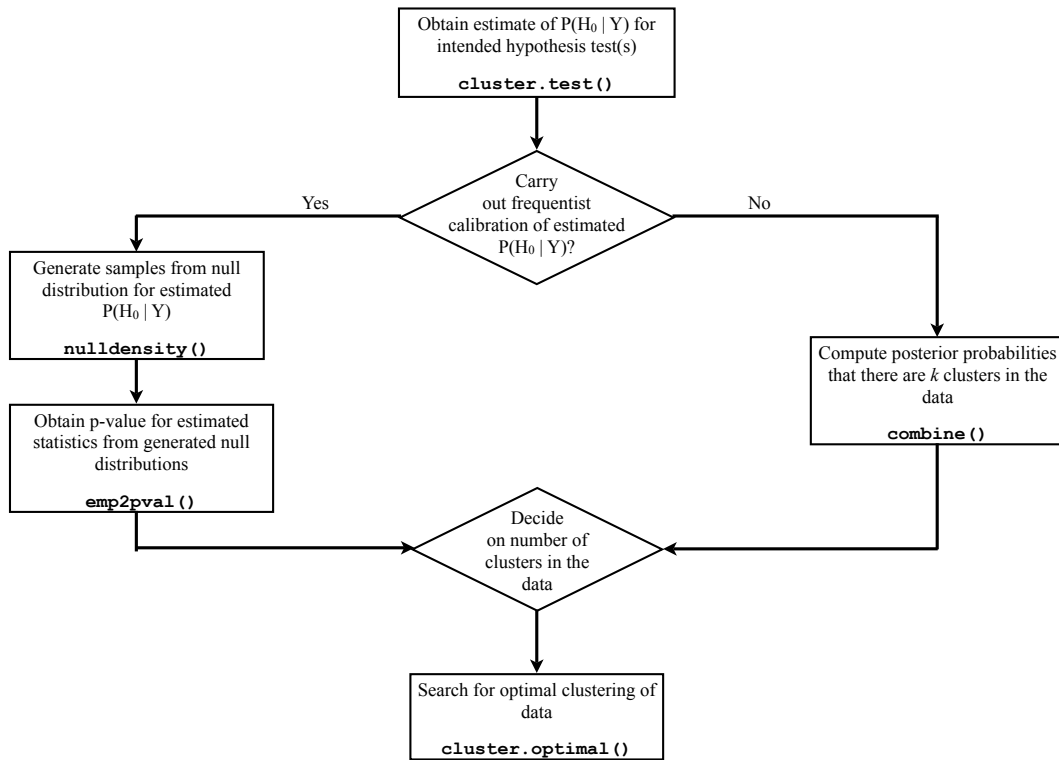 Obtain estimate of P(H₀ | Y) for
intended hypothesis test(s)
cluster.test()
Carry
out frequentist
calibration of estimated
P(H₀ | Y)?
Yes
No
Generate samples from null
distribution for estimated
P(H₀ | Y)
nulldensity()
Compute posterior probabilities
that there are k clusters in the
data
combine()
Obtain p-value for estimated
statistics from generated null
distributions
emp2pval()
Decide
on number of
clusters in the
data
Search for optimal clustering of
data
cluster.optimal()